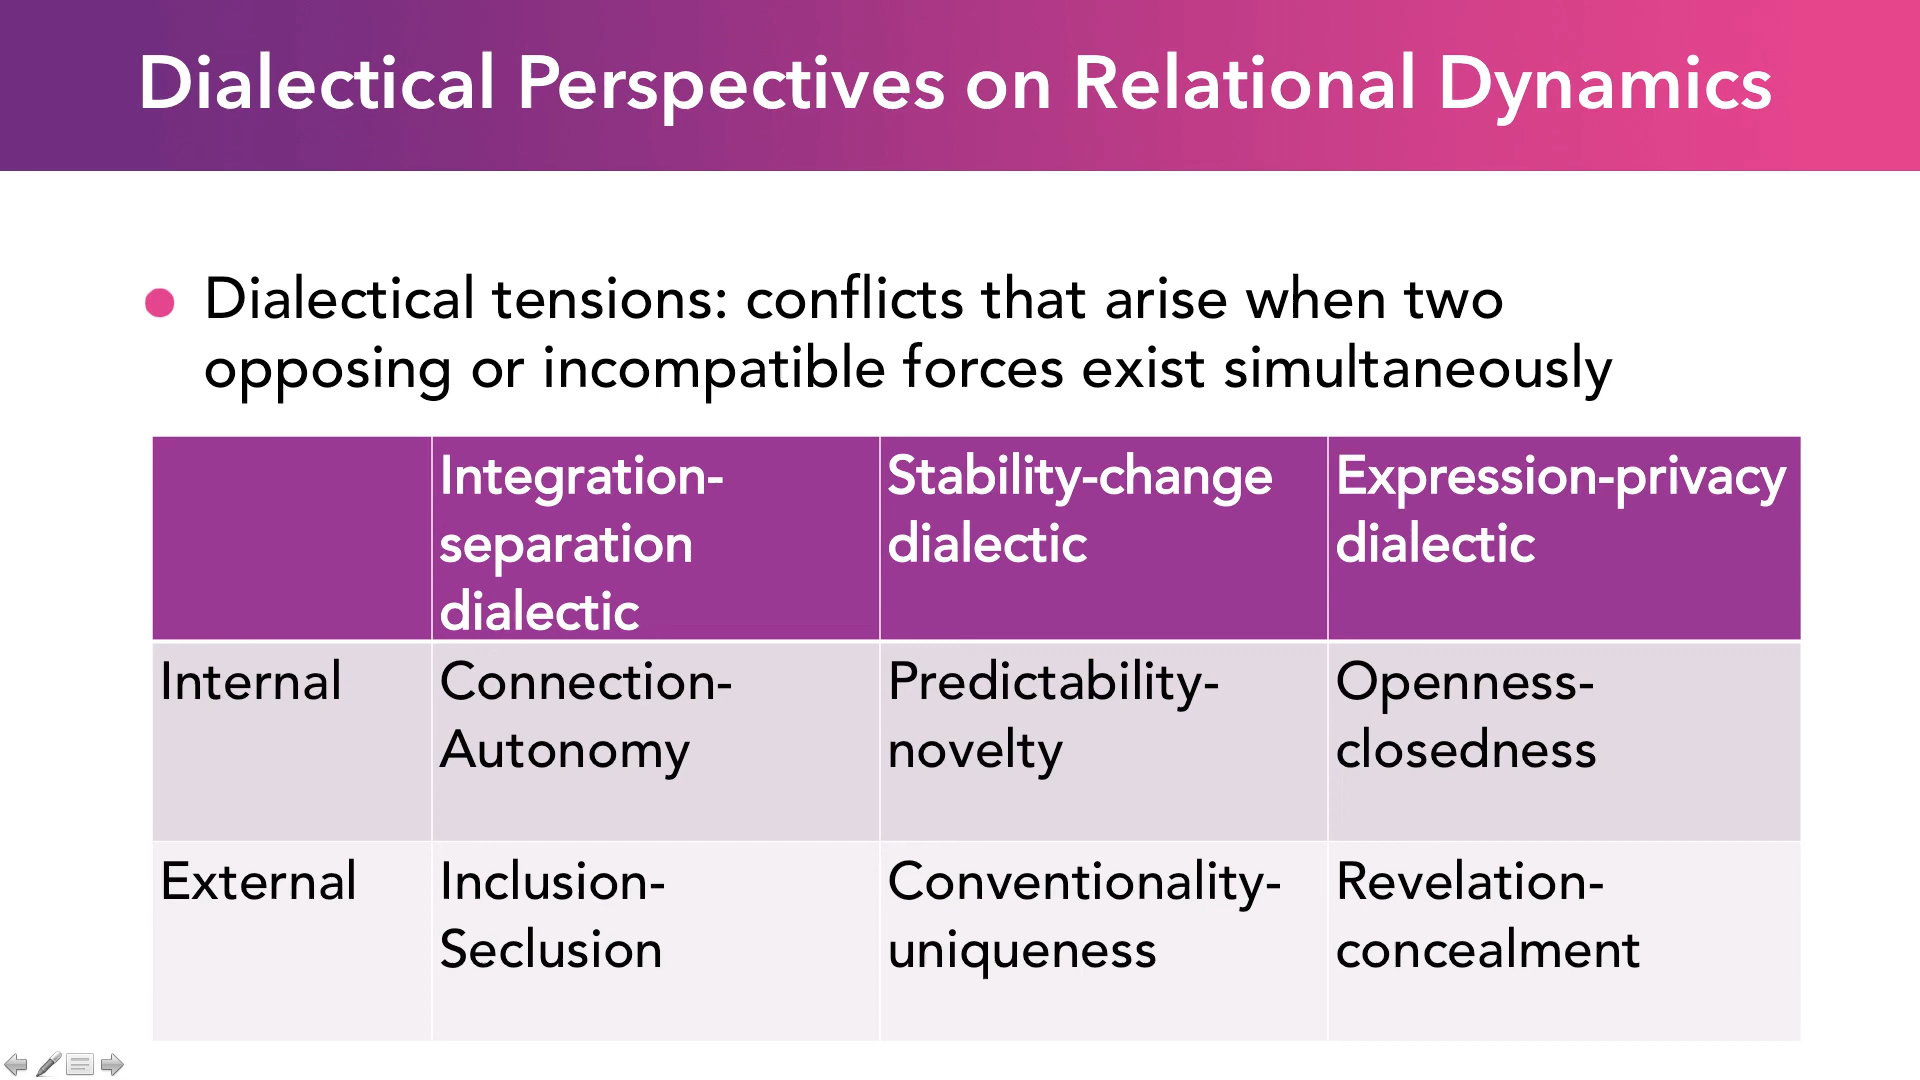 Dialectical Perspectives on Relational Dynamics
Dialectical tensions: conflicts that arise when two
opposing or incompatible forces exist simultaneously
Integration-
separation
dialectic
Stability-change
dialectic
Expression-privacy
dialectic
Internal
Connection-
Autonomy
Predictability-
novelty
Openness-
closedness
External
Inclusion-
Seclusion
Conventionality-
uniqueness
Revelation-
concealment